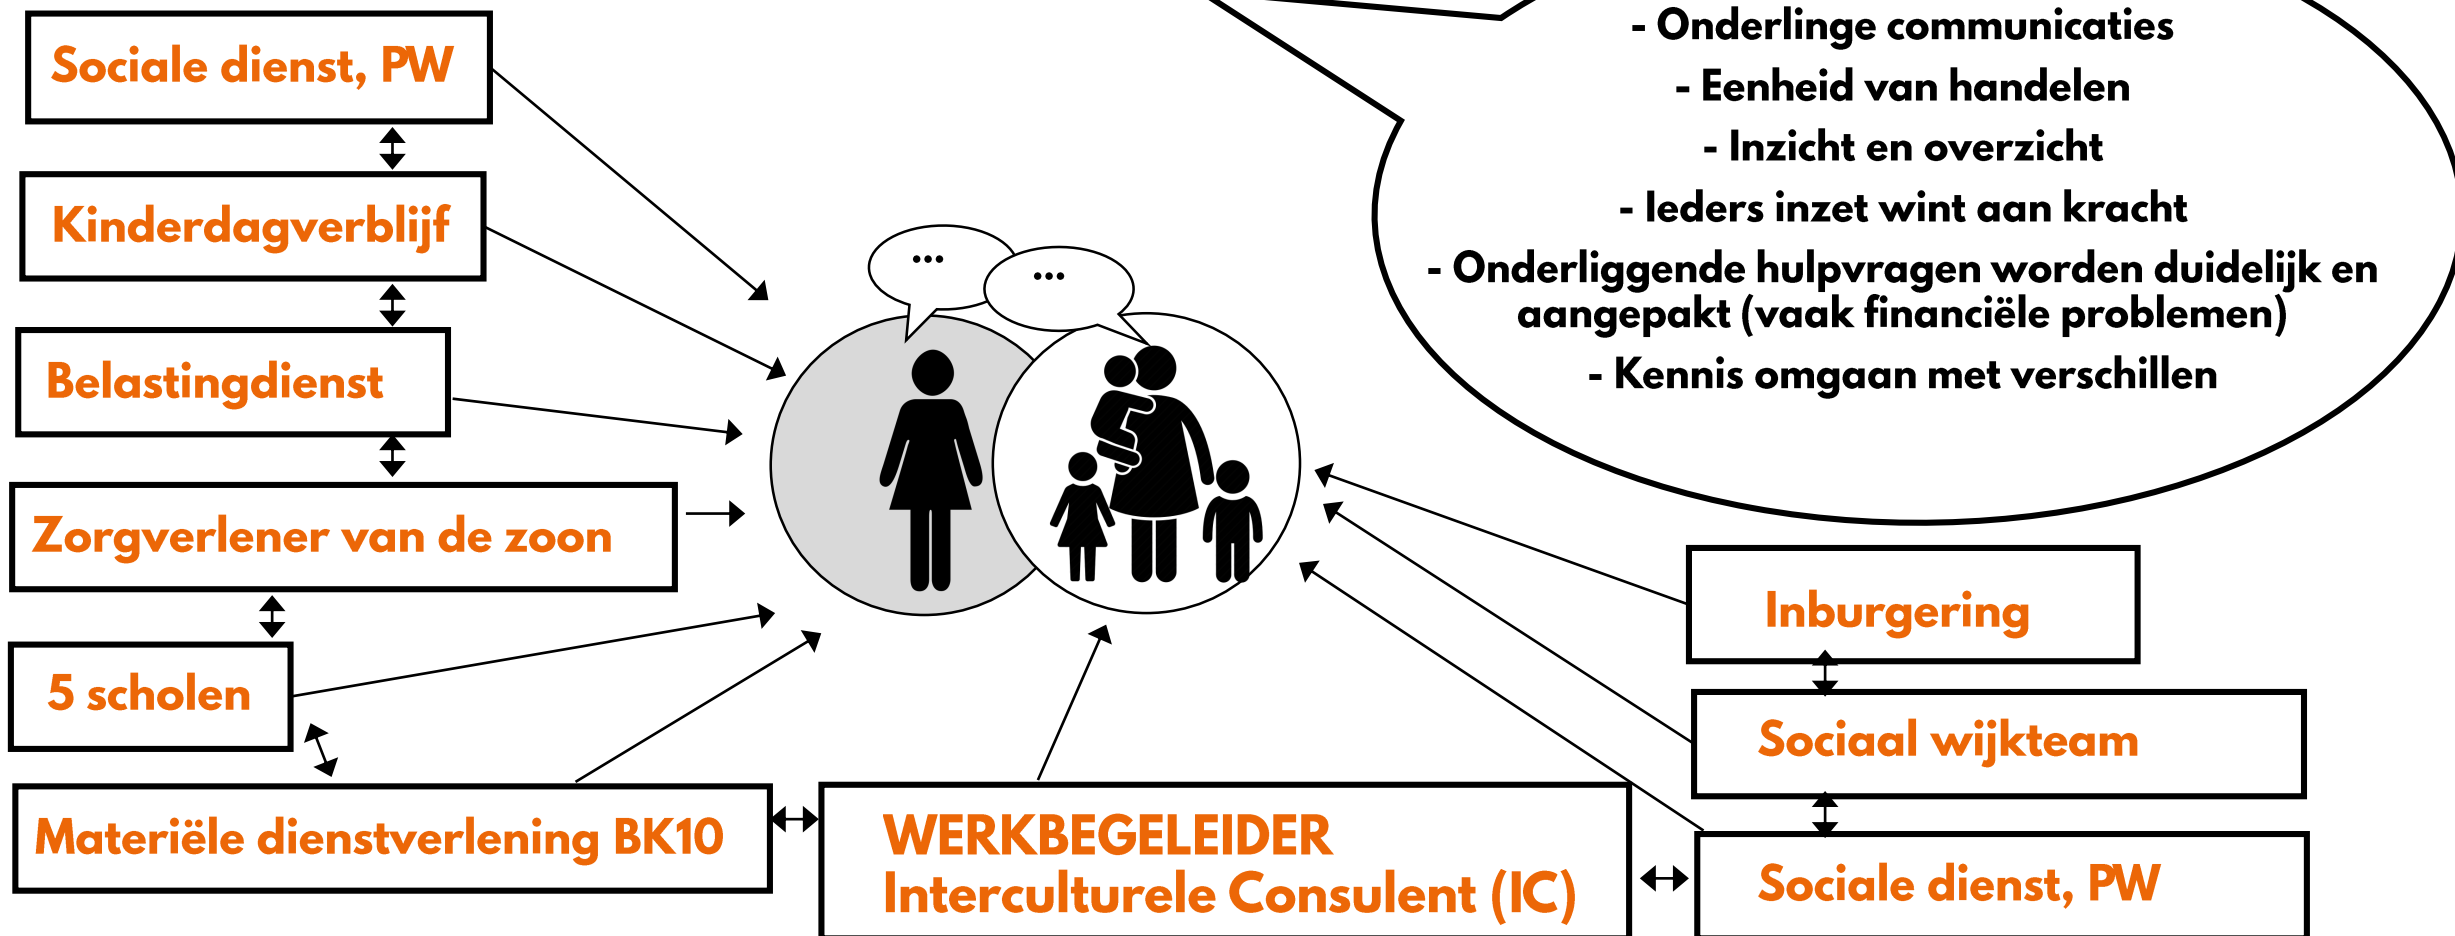 Sociale dienst, PW
Kinderdagverblijf
Belastingdienst
Zorgverlener van de zoon
5 scholen
Materiële dienstverlening BK10
...
...
- Onderlinge communicaties
- Eenheid van handelen
- Inzicht en overzicht
- Ieders inzet wint aan kracht
- Onderliggende hulpvragen worden duidelijk en
aangepakt (vaak financiële problemen)
- Kennis omgaan met verschillen
WERKBEGELEIDER
Interculturele Consulent (IC)
Inburgering
Sociaal wijkteam
Sociale dienst, PW